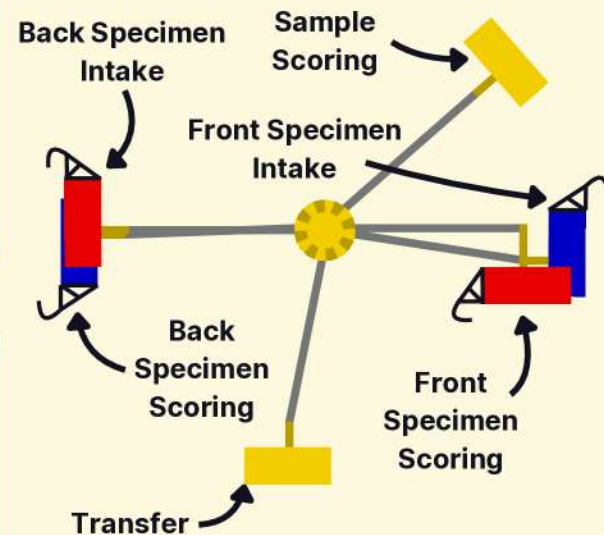 Back Specimen
Intake
Sample
Scoring
Front Specimen
Intake
Back
Specimen
Scoring
Front
Specimen
Scoring
Transfer